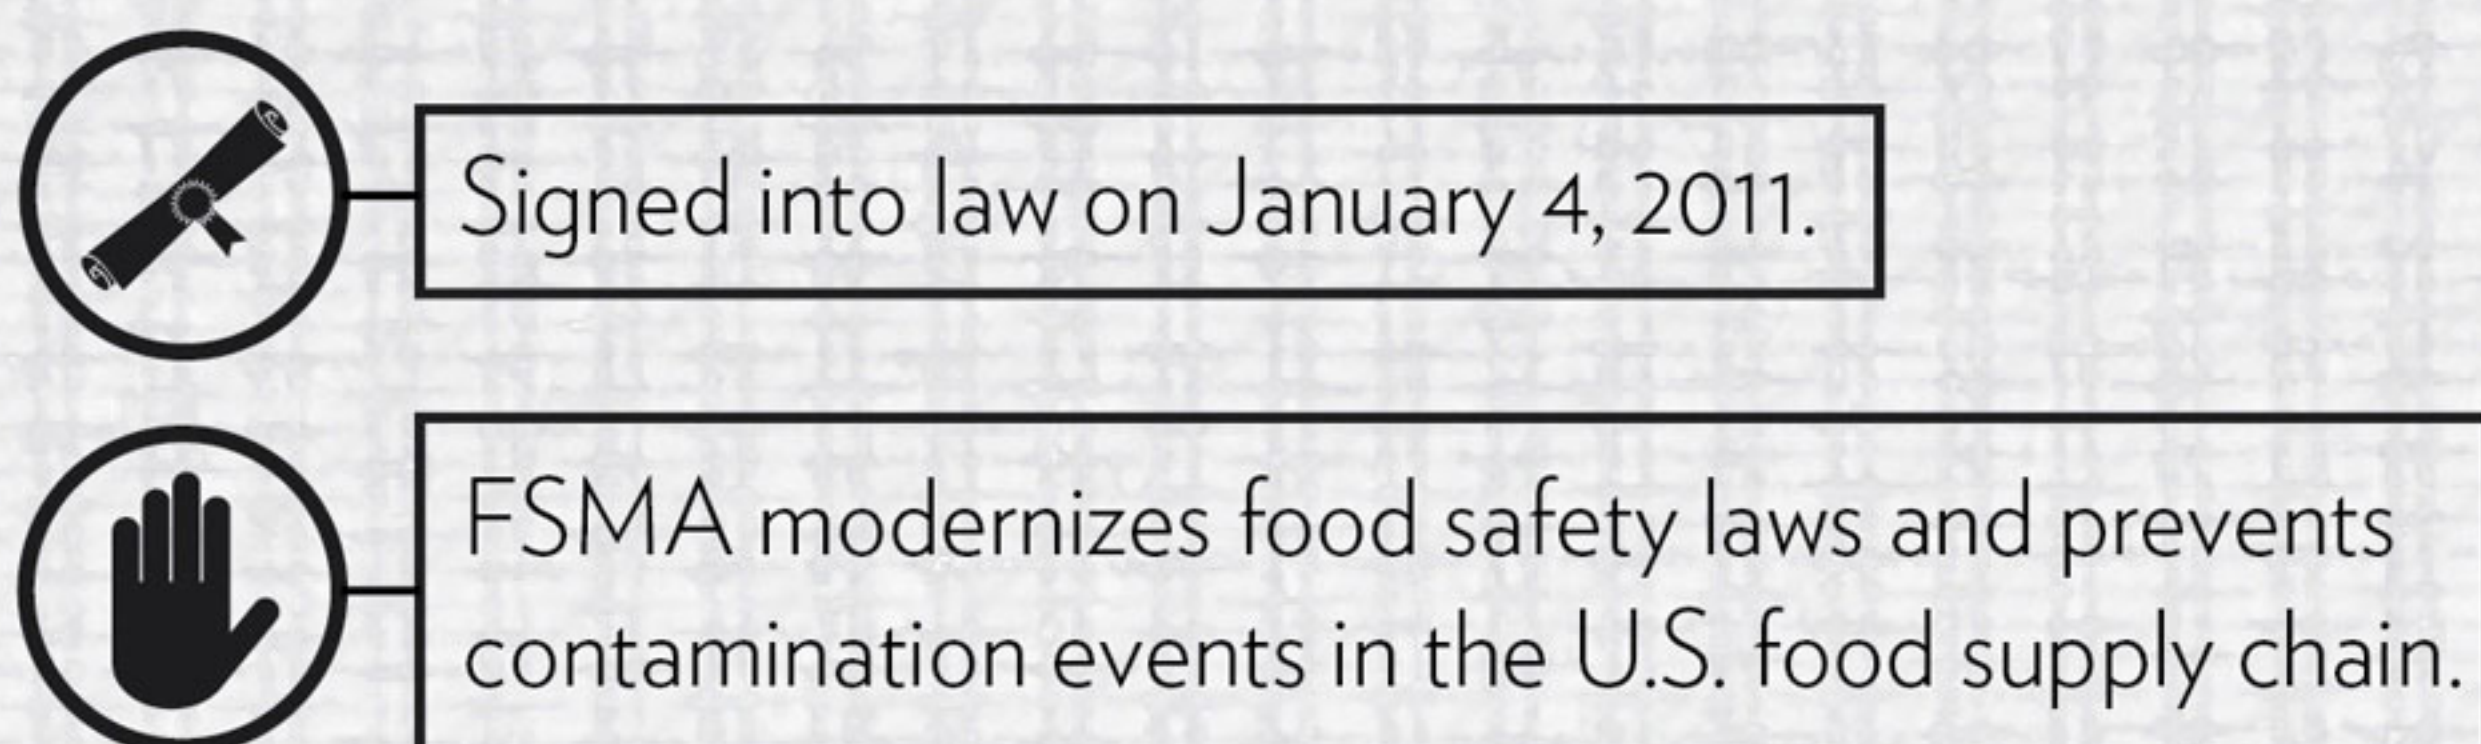 Signed into law on January 4, 2011.
FSMA modernizes food safety laws and prevents
contamination events in the U.S. food supply chain.